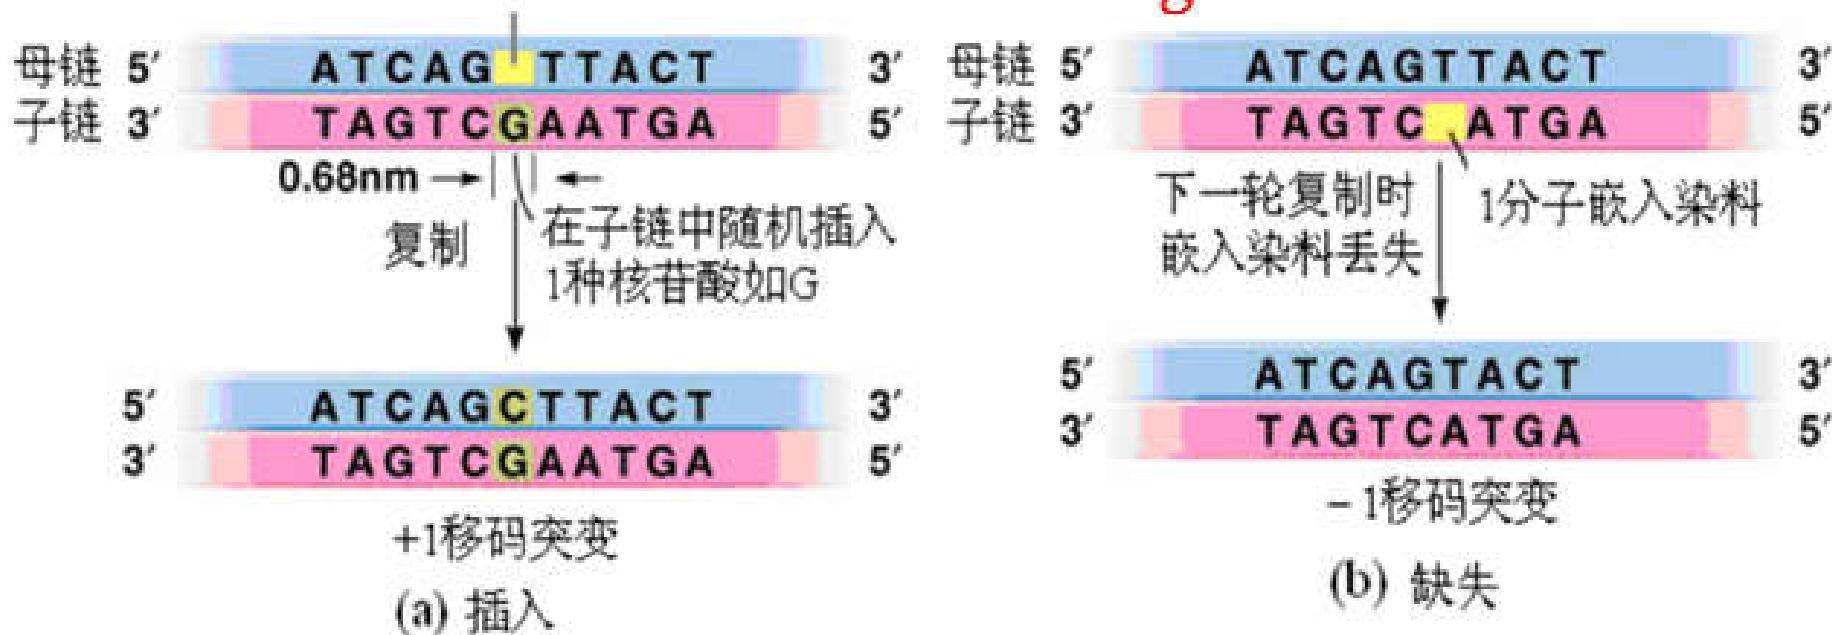 母链 5′ ATCAG TTACT 3′
子链 3′ TAGTCGAATGA 5′
0.68nm
复制
在子链中随机插入
1种核苷酸如G
5′ ATCAGCTTACT 3′
3′ TAGTCGAATGA 5′
+1移码突变
(a) 插入
g
母链 5′ ATCAGTTACT 3′
子链 3′ TAGTC ATGA 5′
下一轮复制时
嵌入染料丢失
1分子嵌入染料
5′ ATCAGTACT 3′
3′ TAGTCATGA 5′
－1移码突变
(b) 缺失